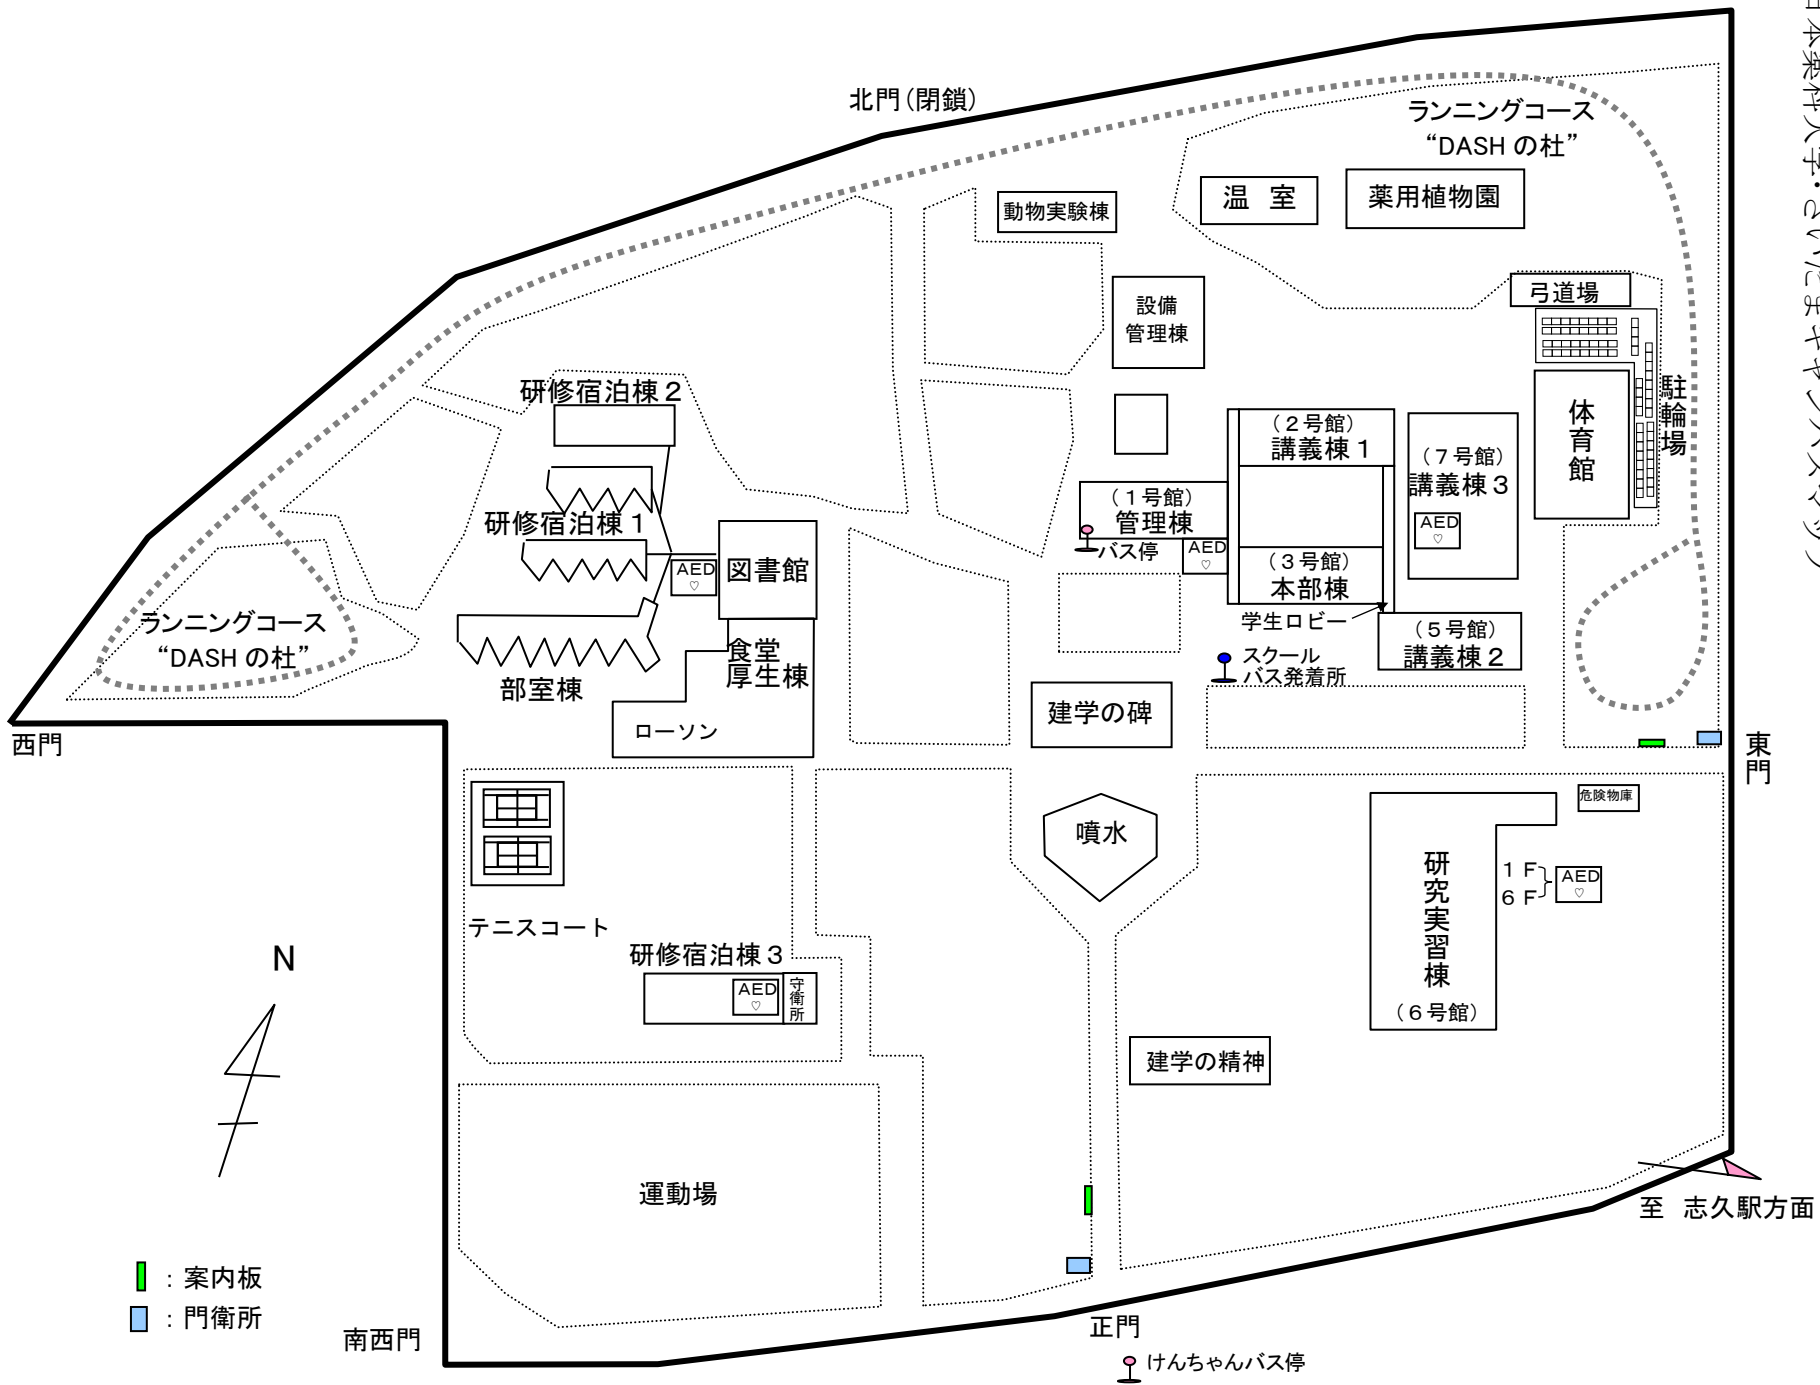 北門(閉鎖)
ランニングコース
“DASH の杜”
動物実験棟
温 室
薬用植物園
設備
管理棟
弓道場
駐輪場
体育館
研修宿泊棟2
(2号館)
講義棟1
(7号館)
講義棟3
AED
♡
(1号館)
管理棟
バス停
AED
♡
(3号館)
本部棟
学生ロビー
(5号館)
講義棟2
研修宿泊棟1
AED
♡
図書館
ランニングコース
“DASH の杜”
部室棟
食堂
厚生棟
ローソン
スクール
バス発着所
建学の碑
西門
東門
噴水
危険物庫
研究実習棟
(6号館)
1F
6F
AED
♡
テニスコート
研修宿泊棟3
AED
♡
守衛所
N
建学の精神
運動場
至 志久駅方面
:案内板
:門衛所
南西門
正門
けんちゃんバス停